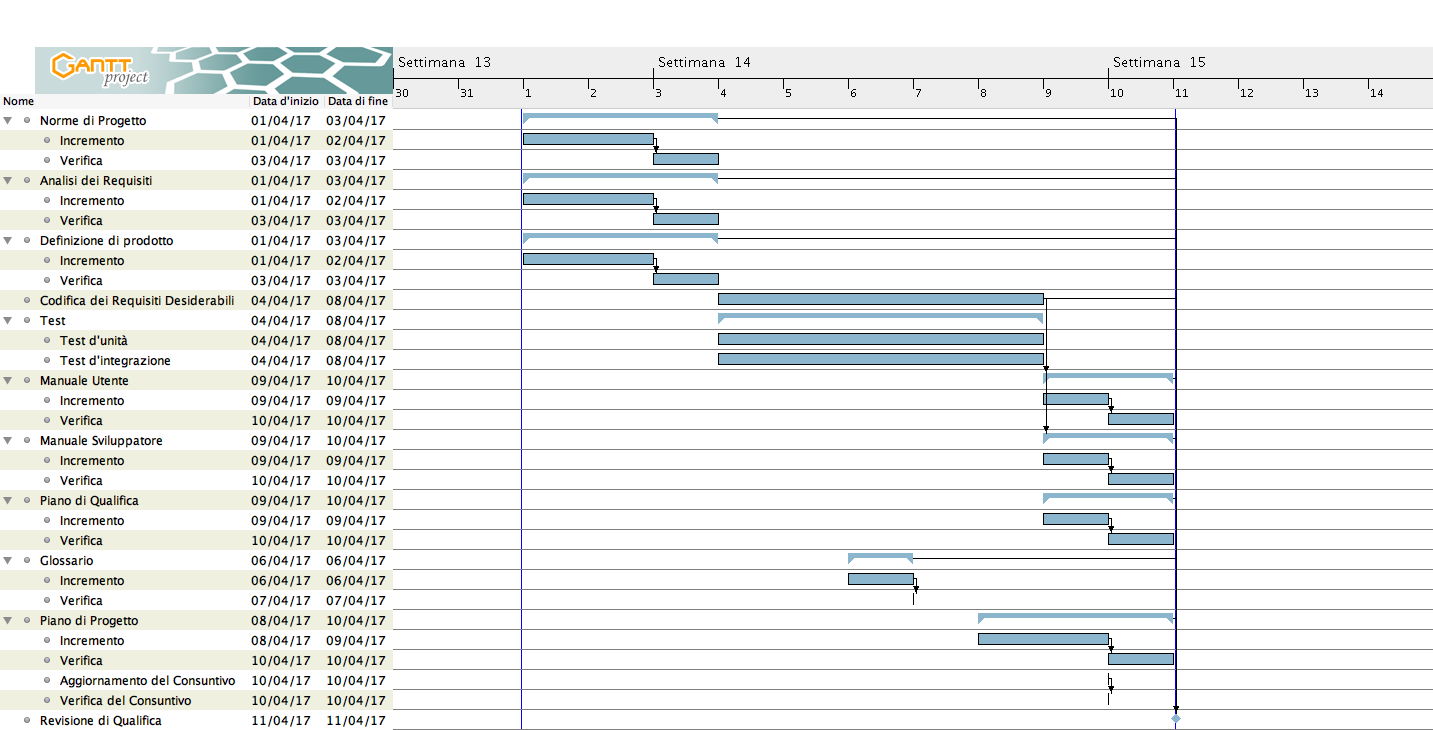 GANTT
project
Settimana 13 Settimana 14 Settimana 15
30 31 1 2 3 4 5 6 7 8 9 10 11 12 13 14
Nome Data d'inizio Data di fine
Norme di Progetto 01/04/17 03/04/17
Incremento 01/04/17 02/04/17
Verifica 03/04/17 03/04/17
Analisi dei Requisiti 01/04/17 03/04/17
Incremento 01/04/17 02/04/17
Verifica 03/04/17 03/04/17
Definizione di prodotto 01/04/17 03/04/17
Incremento 01/04/17 02/04/17
Verifica 03/04/17 03/04/17
Codifica dei Requisiti Desiderabili 04/04/17 08/04/17
Test 04/04/17 08/04/17
Test d'unità 04/04/17 08/04/17
Test d'integrazione 04/04/17 08/04/17
Manuale Utente 09/04/17 10/04/17
Incremento 09/04/17 09/04/17
Verifica 10/04/17 10/04/17
Manuale Sviluppatore 09/04/17 10/04/17
Incremento 09/04/17 09/04/17
Verifica 10/04/17 10/04/17
Piano di Qualifica 09/04/17 10/04/17
Incremento 09/04/17 09/04/17
Verifica 10/04/17 10/04/17
Glossario 06/04/17 06/04/17
Incremento 06/04/17 06/04/17
Verifica 07/04/17 07/04/17
Piano di Progetto 08/04/17 10/04/17
Incremento 08/04/17 09/04/17
Verifica 10/04/17 10/04/17
Aggiornamento del Consuntivo 10/04/17 10/04/17
Verifica del Consuntivo 10/04/17 10/04/17
Revisione di Qualifica 11/04/17 11/04/17